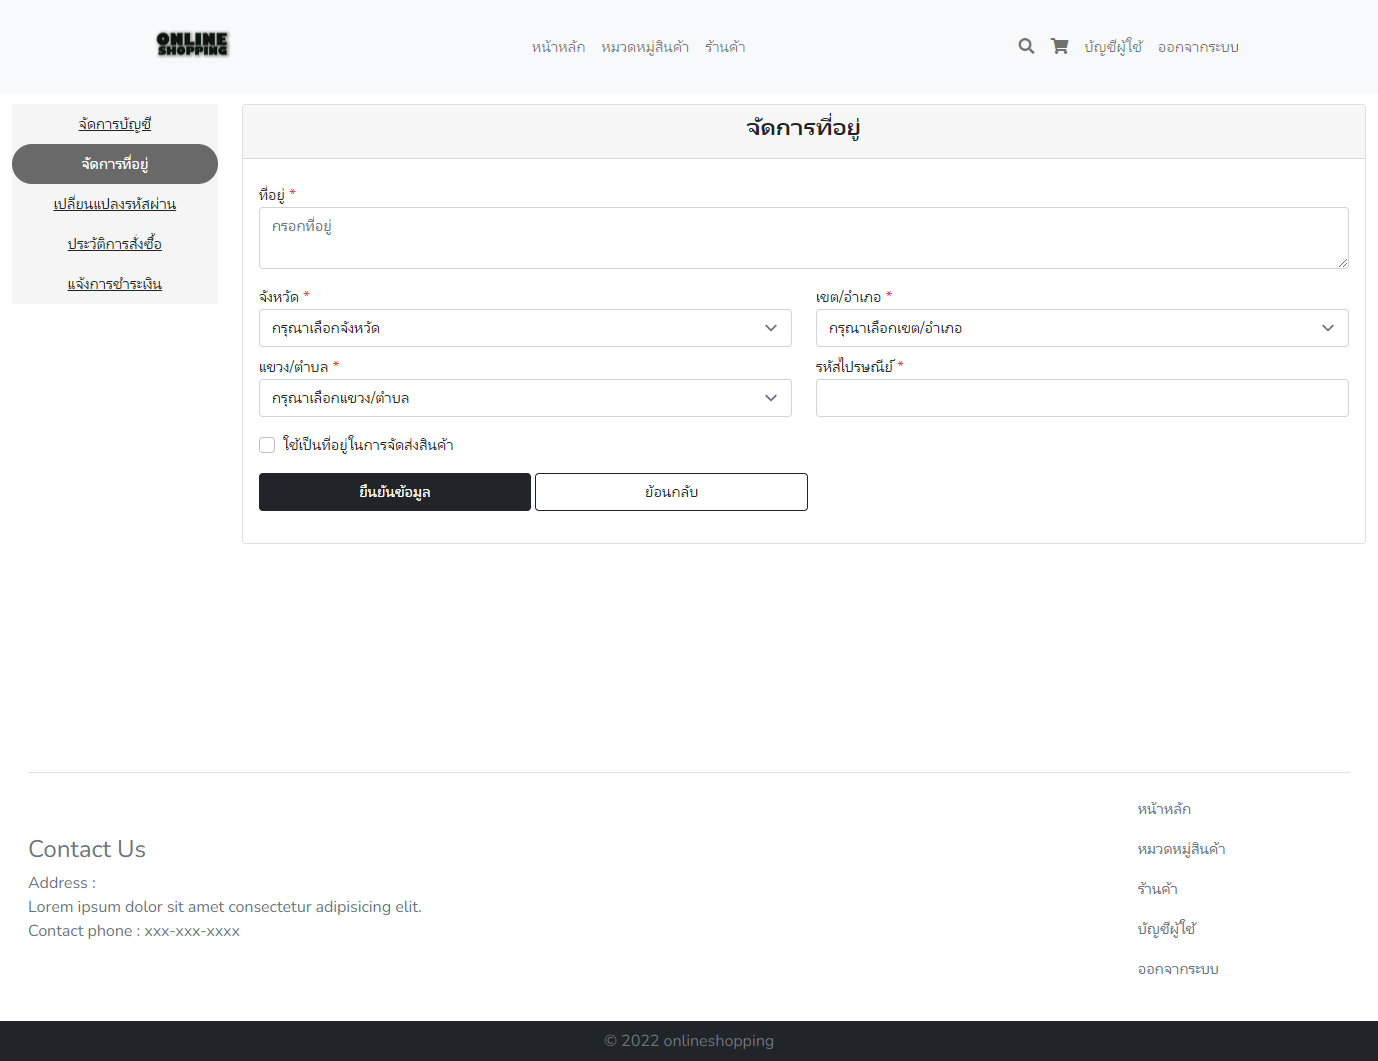 ONLINE
SHOPPING
หน้าหลัก
หมวดหมู่สินค้า
ร้านค้า
บัญชีผู้ใช้
ออกจากระบบ
จัดการบัญชี
จัดการที่อยู่
เปลี่ยนแปลงรหัสผ่าน
ประวัติการสั่งซื้อ
แจ้งการชำระเงิน
จัดการที่อยู่
ที่อยู่ *
กรอกที่อยู่
จังหวัด *
เขต/อำเภอ *
กรุณาเลือกจังหวัด
กรุณาเลือกเขต/อำเภอ
แขวง/ตำบล *
รหัสไปรษณีย์ *
กรุณาเลือกแขวง/ตำบล
ใช้เป็นที่อยู่ในการจัดส่งสินค้า
ยืนยันข้อมูล
ย้อนกลับ
Contact Us
Address :
Lorem ipsum dolor sit amet consectetur adipisicing elit.
Contact phone : xxx-xxx-xxxx
หน้าหลัก
หมวดหมู่สินค้า
ร้านค้า
บัญชีผู้ใช้
ออกจากระบบ
© 2022 onlineshopping